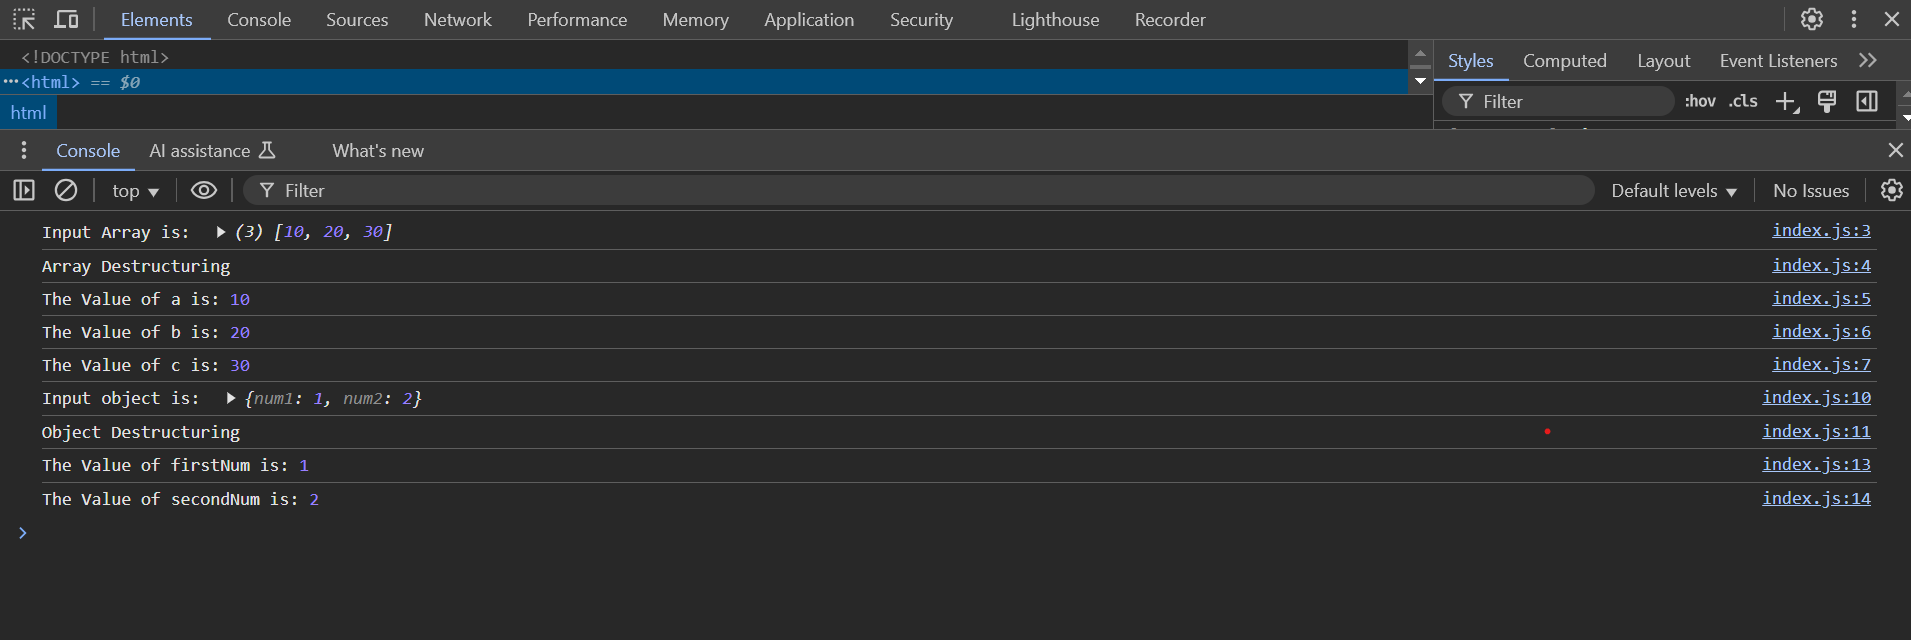 Elements Console Sources Network Performance Memory Application Security Lighthouse Recorder
<!DOCTYPE html>
Styles Computed Layout Event Listeners
···<html> == $0
Filter :hov .cls
html
Console AI assistance What's new
top Filter Default levels No Issues
Input Array is: (3) [10, 20, 30] index.js:3
Array Destructuring index.js:4
The Value of a is: 10 index.js:5
The Value of b is: 20 index.js:6
The Value of c is: 30 index.js:7
Input object is: {num1: 1, num2: 2} index.js:10
Object Destructuring index.js:11
The Value of firstNum is: 1 index.js:13
The Value of secondNum is: 2 index.js:14